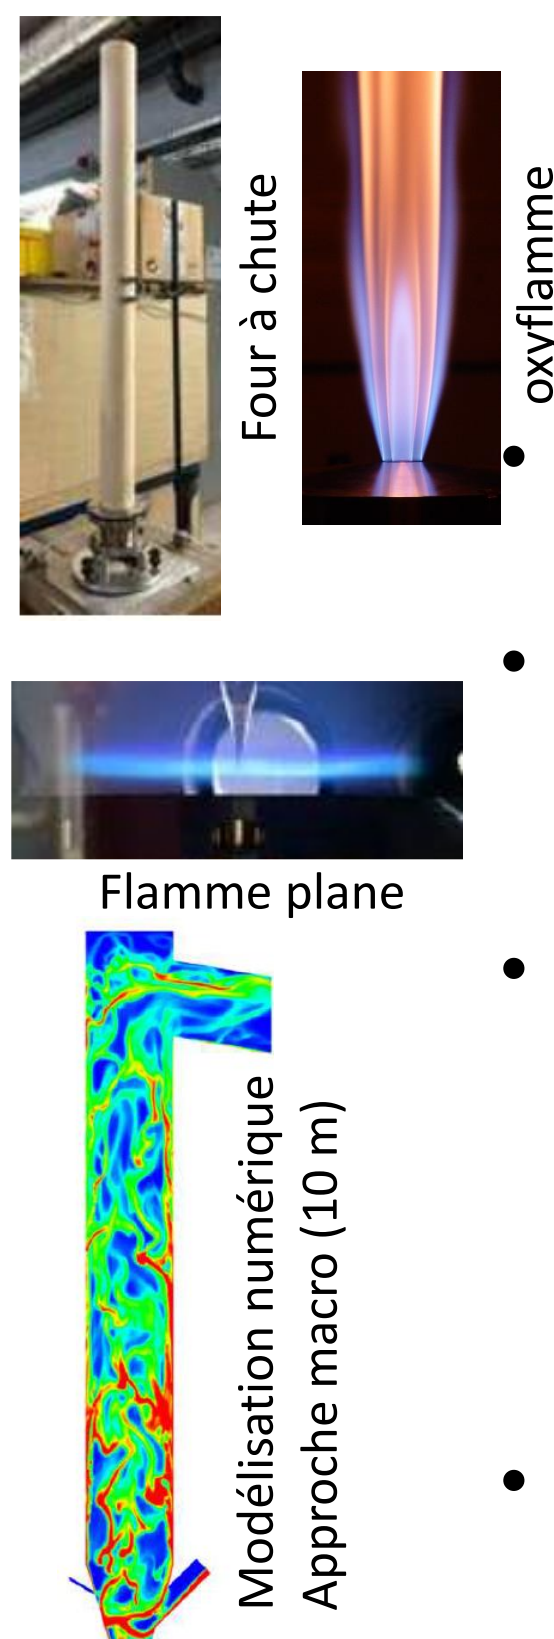 Four à chute
oxyflamme
Flamme plane
Modélisation numérique
Approche macro (10 m)